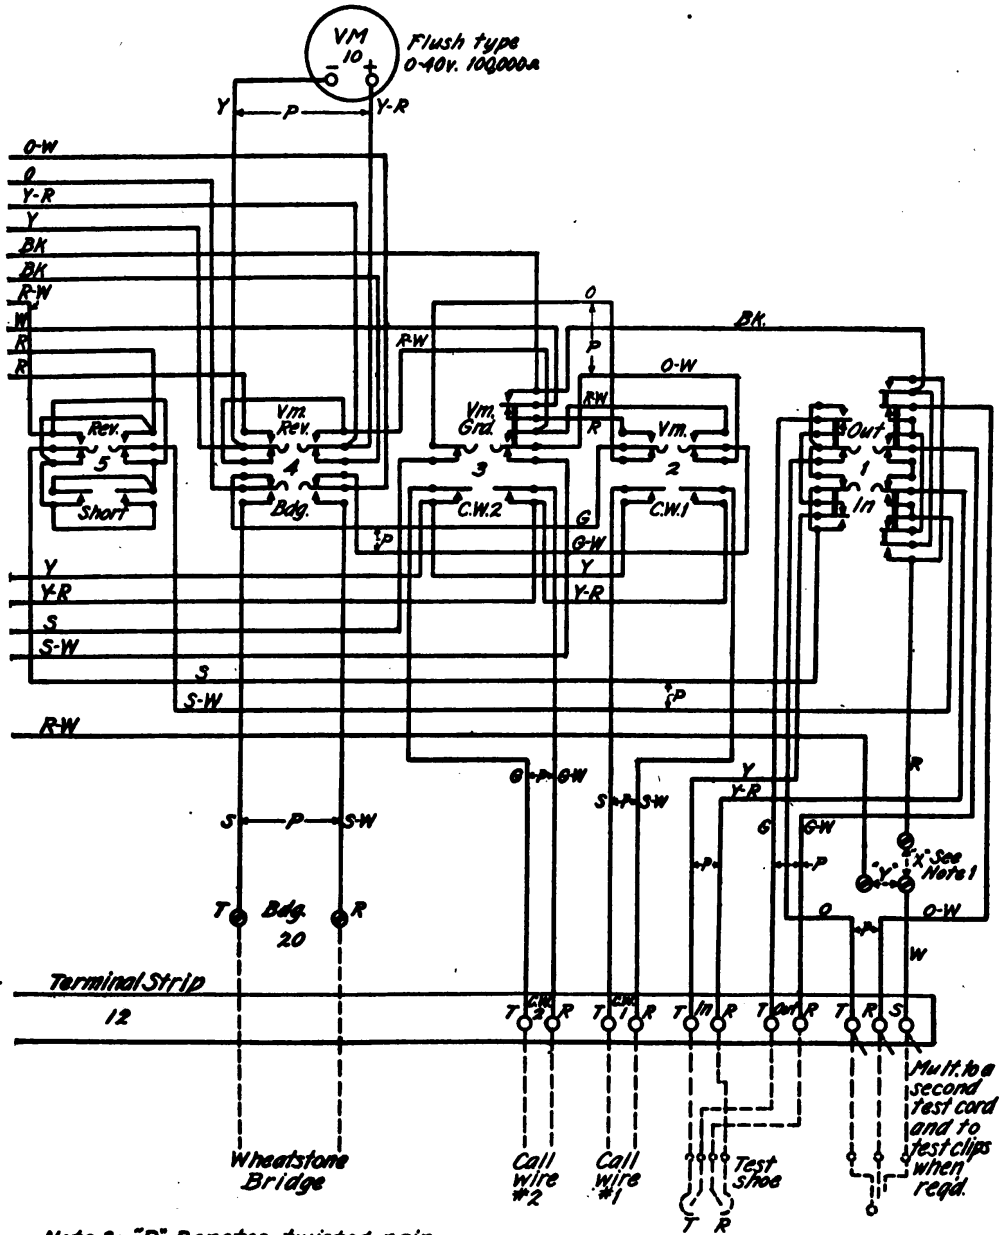 VM
10
- +
Flush type
0-40v. 100,000Ω
Y
P
Y-R
O-W
O
Y-R
Y
BK
BK
R-W
W
R
R
O
P
BK.
R-W
O-W
RW
R
Rev.
5
Short
Vm.
Rev.
4
Bdg.
Vm.
Grd.
3
C.W.2
Vm.
2
C.W.1
Out
1
In
G
P
G-W
Y
Y
Y-R
Y-R
S
S-W
S
P
S-W
R-W
G P G-W
S P S-W
Y
Y-R
R
S P S-W
G
G-W
P
P
"X" See
Note 1
"Y"
T Bdg. R
20
O
P
O-W
W
Terminal Strip
12
T C.W. 2 R
T C.W. 1 R
T In R
T Out R
T R S
Mult. to a
second
test cord
and to
test clips
when
reqd.
Wheatstone
Bridge
Call
wire
#2
Call
wire
#1
Test
shoe
T R